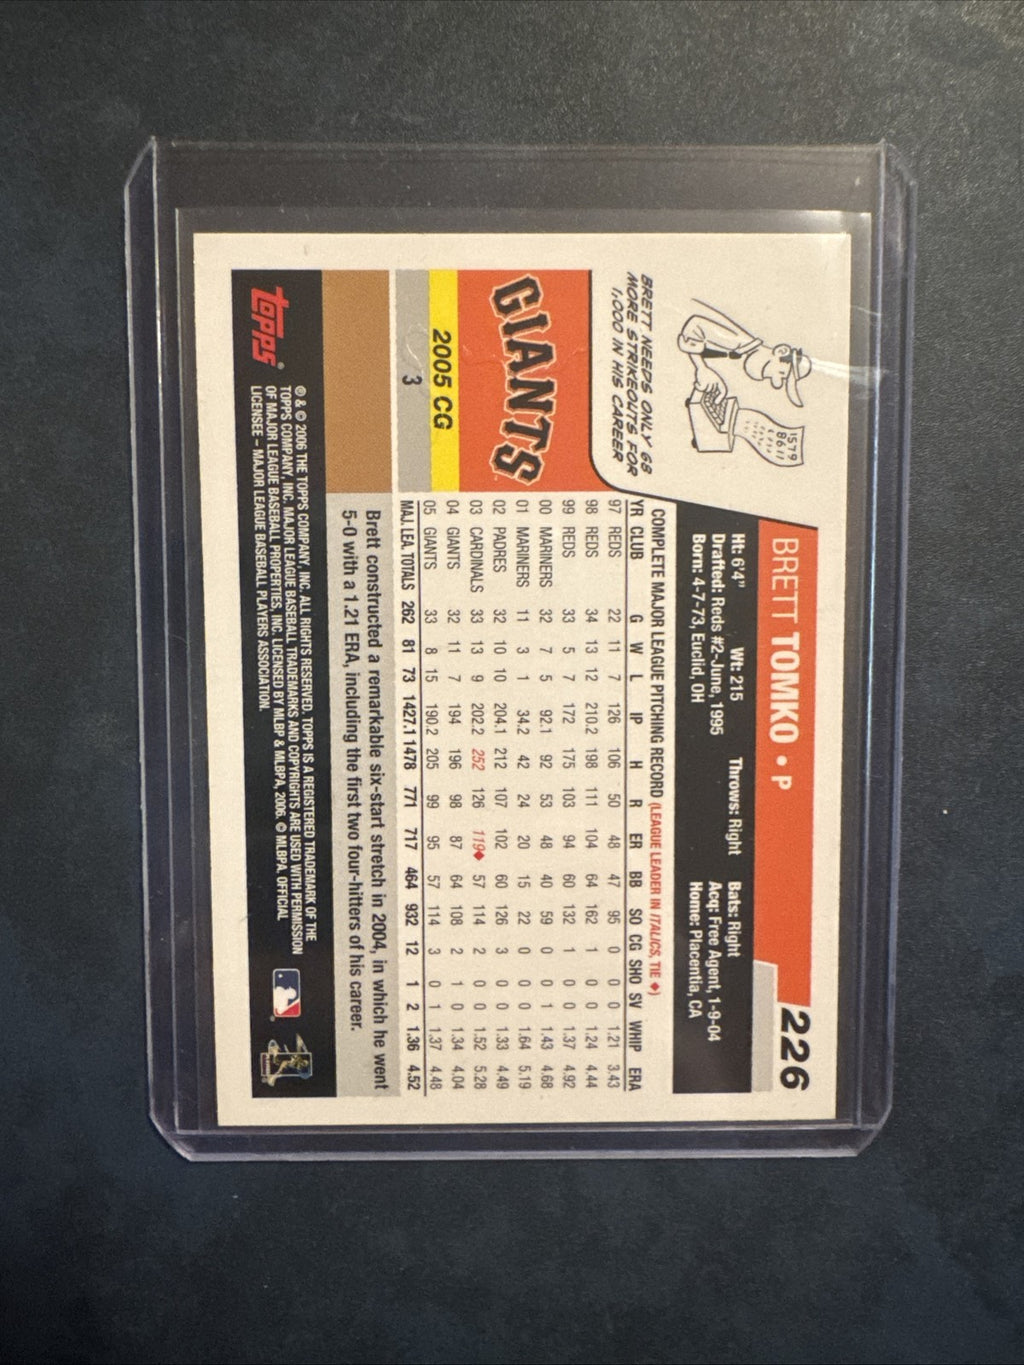 226
BRETT TOMKO • P
Ht: 6'4" Wt: 215 Throws: Right Bats: Right
Drafted: Reds #2-June, 1995 Acq: Free Agent, 1-9-04
Born: 4-7-73, Euclid, OH Home: Placentia, CA
1579
8611
BRETT NEEDS ONLY 68
MORE STRIKEOUTS FOR
1,000 IN HIS CAREER
GIANTS
2005 CG
3
COMPLETE MAJOR LEAGUE PITCHING RECORD (LEAGUE LEADER IN ITALICS, TIE ♦)
YR CLUB G W L IP H R ER BB SO CG SHO SV WHIP ERA
97 REDS 22 11 7 126 106 50 48 47 95 0 0 0 1.21 3.43
98 REDS 34 13 12 210.2 198 111 104 64 162 1 0 0 1.24 4.44
99 REDS 33 5 7 172 175 103 94 60 132 1 0 0 1.37 4.92
00 MARINERS 32 7 5 92.1 92 53 48 40 59 0 0 1 1.43 4.68
01 MARINERS 11 3 1 34.2 42 24 20 15 22 0 0 0 1.64 5.19
02 PADRES 32 10 10 204.1 212 107 102 60 126 3 0 0 1.33 4.49
03 CARDINALS 33 13 9 202.2 252 126 119♦ 57 114 2 0 0 1.52 5.28
04 GIANTS 32 11 7 194 196 98 87 64 108 2 1 0 1.34 4.04
05 GIANTS 33 8 15 190.2 205 99 95 57 114 3 0 1 1.37 4.48
MAJ. LEA. TOTALS 262 81 73 1427.1 1478 771 717 464 932 12 1 2 1.36 4.52
Brett constructed a remarkable six-start stretch in 2004, in which he went
5-0 with a 1.21 ERA, including the first two four-hitters of his career.
topps®
® & © 2006 THE TOPPS COMPANY, INC. ALL RIGHTS RESERVED. TOPPS IS A REGISTERED TRADEMARK OF THE
TOPPS COMPANY, INC. MAJOR LEAGUE BASEBALL TRADEMARKS AND COPYRIGHTS ARE USED WITH PERMISSION
OF MAJOR LEAGUE BASEBALL PROPERTIES, INC. LICENSED BY MLBP & MLBPA, 2006. © MLBPA. OFFICIAL
LICENSEE – MAJOR LEAGUE BASEBALL PLAYERS ASSOCIATION.